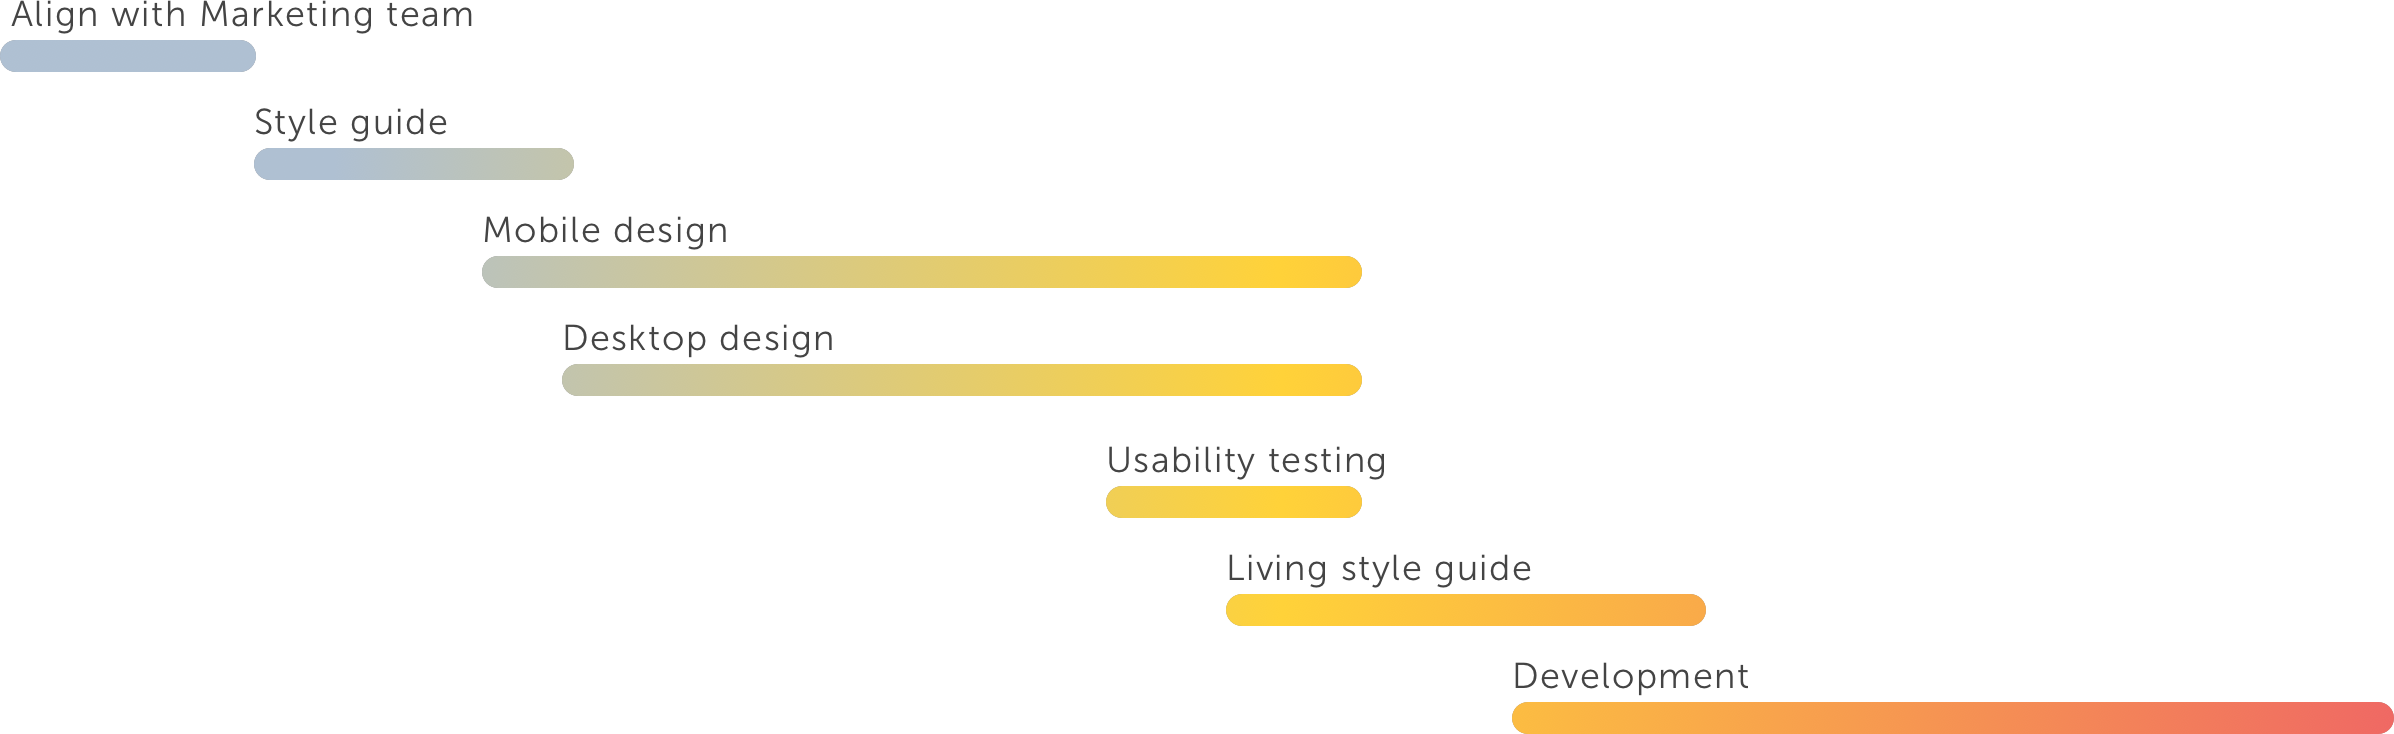 Align with Marketing team
Style guide
Mobile design
Desktop design
Usability testing
Living style guide
Development